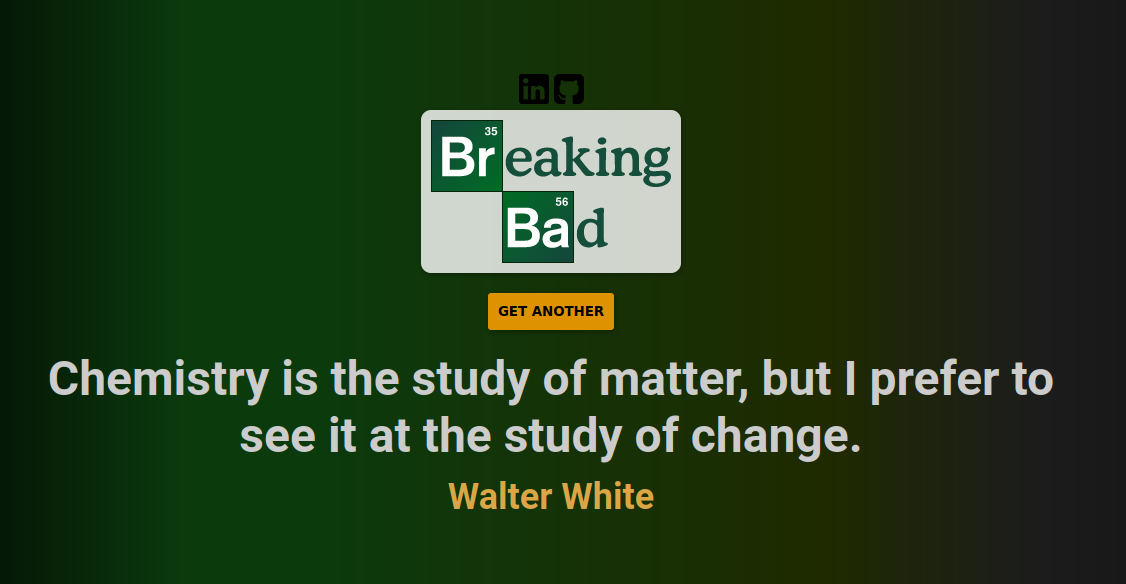 in
35
Breaking
56
Bad
GET ANOTHER
Chemistry is the study of matter, but I prefer to
see it at the study of change.
Walter White